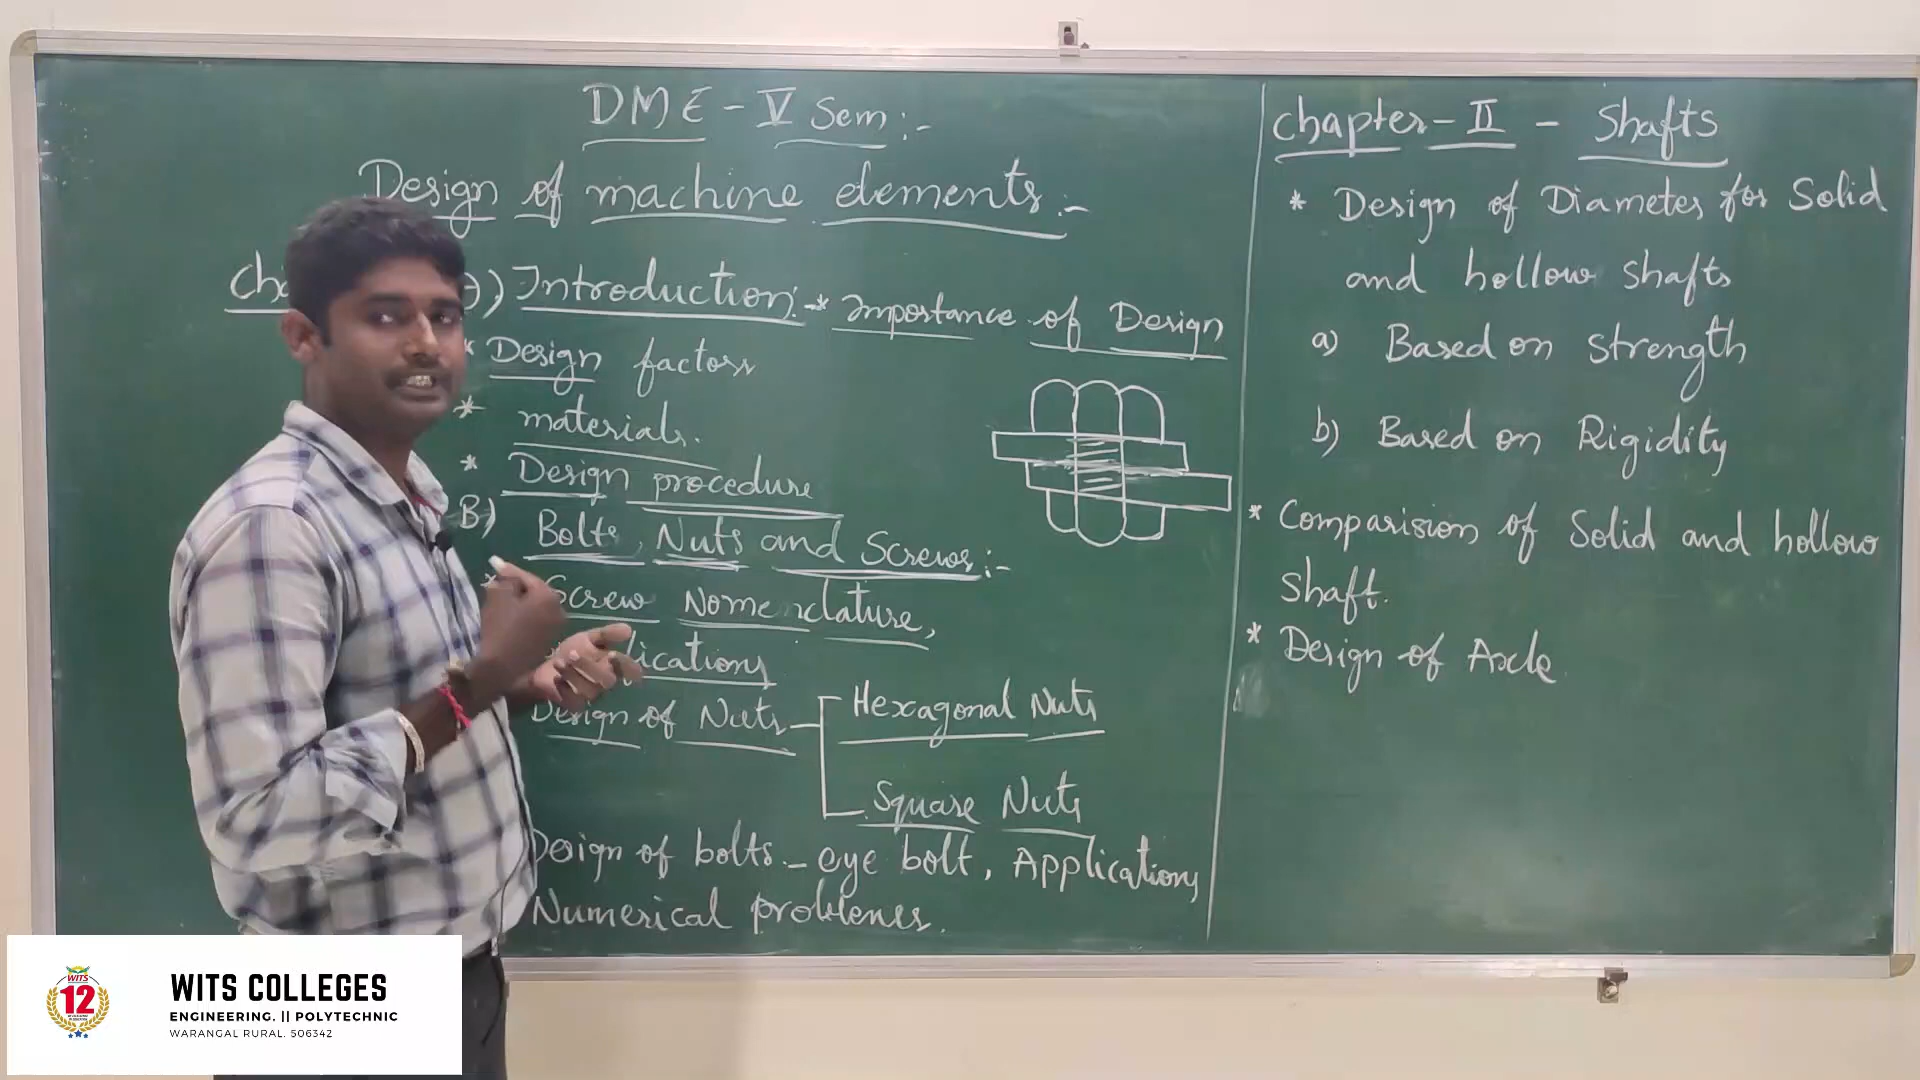 DME - V Sem:-
Design of machine elements:-
Introduction:- * Importance of Design
* Design factors
* materials.
* Design procedure
B) Bolts, Nuts and Screws:-
* Screw Nomenclature,
Design of Nuts
Hexagonal Nuts
Square Nuts
Design of bolts - eye bolt, Applications
Numerical problems.
Chapter - II - Shafts
* Design of Diameter for Solid
and hollow shafts
a) Based on strength
b) Based on Rigidity
* Comparision of Solid and hollow
shaft.
* Design of Axle.
WITS
12
WITS COLLEGES
ENGINEERING. || POLYTECHNIC
WARANGAL RURAL. 506342